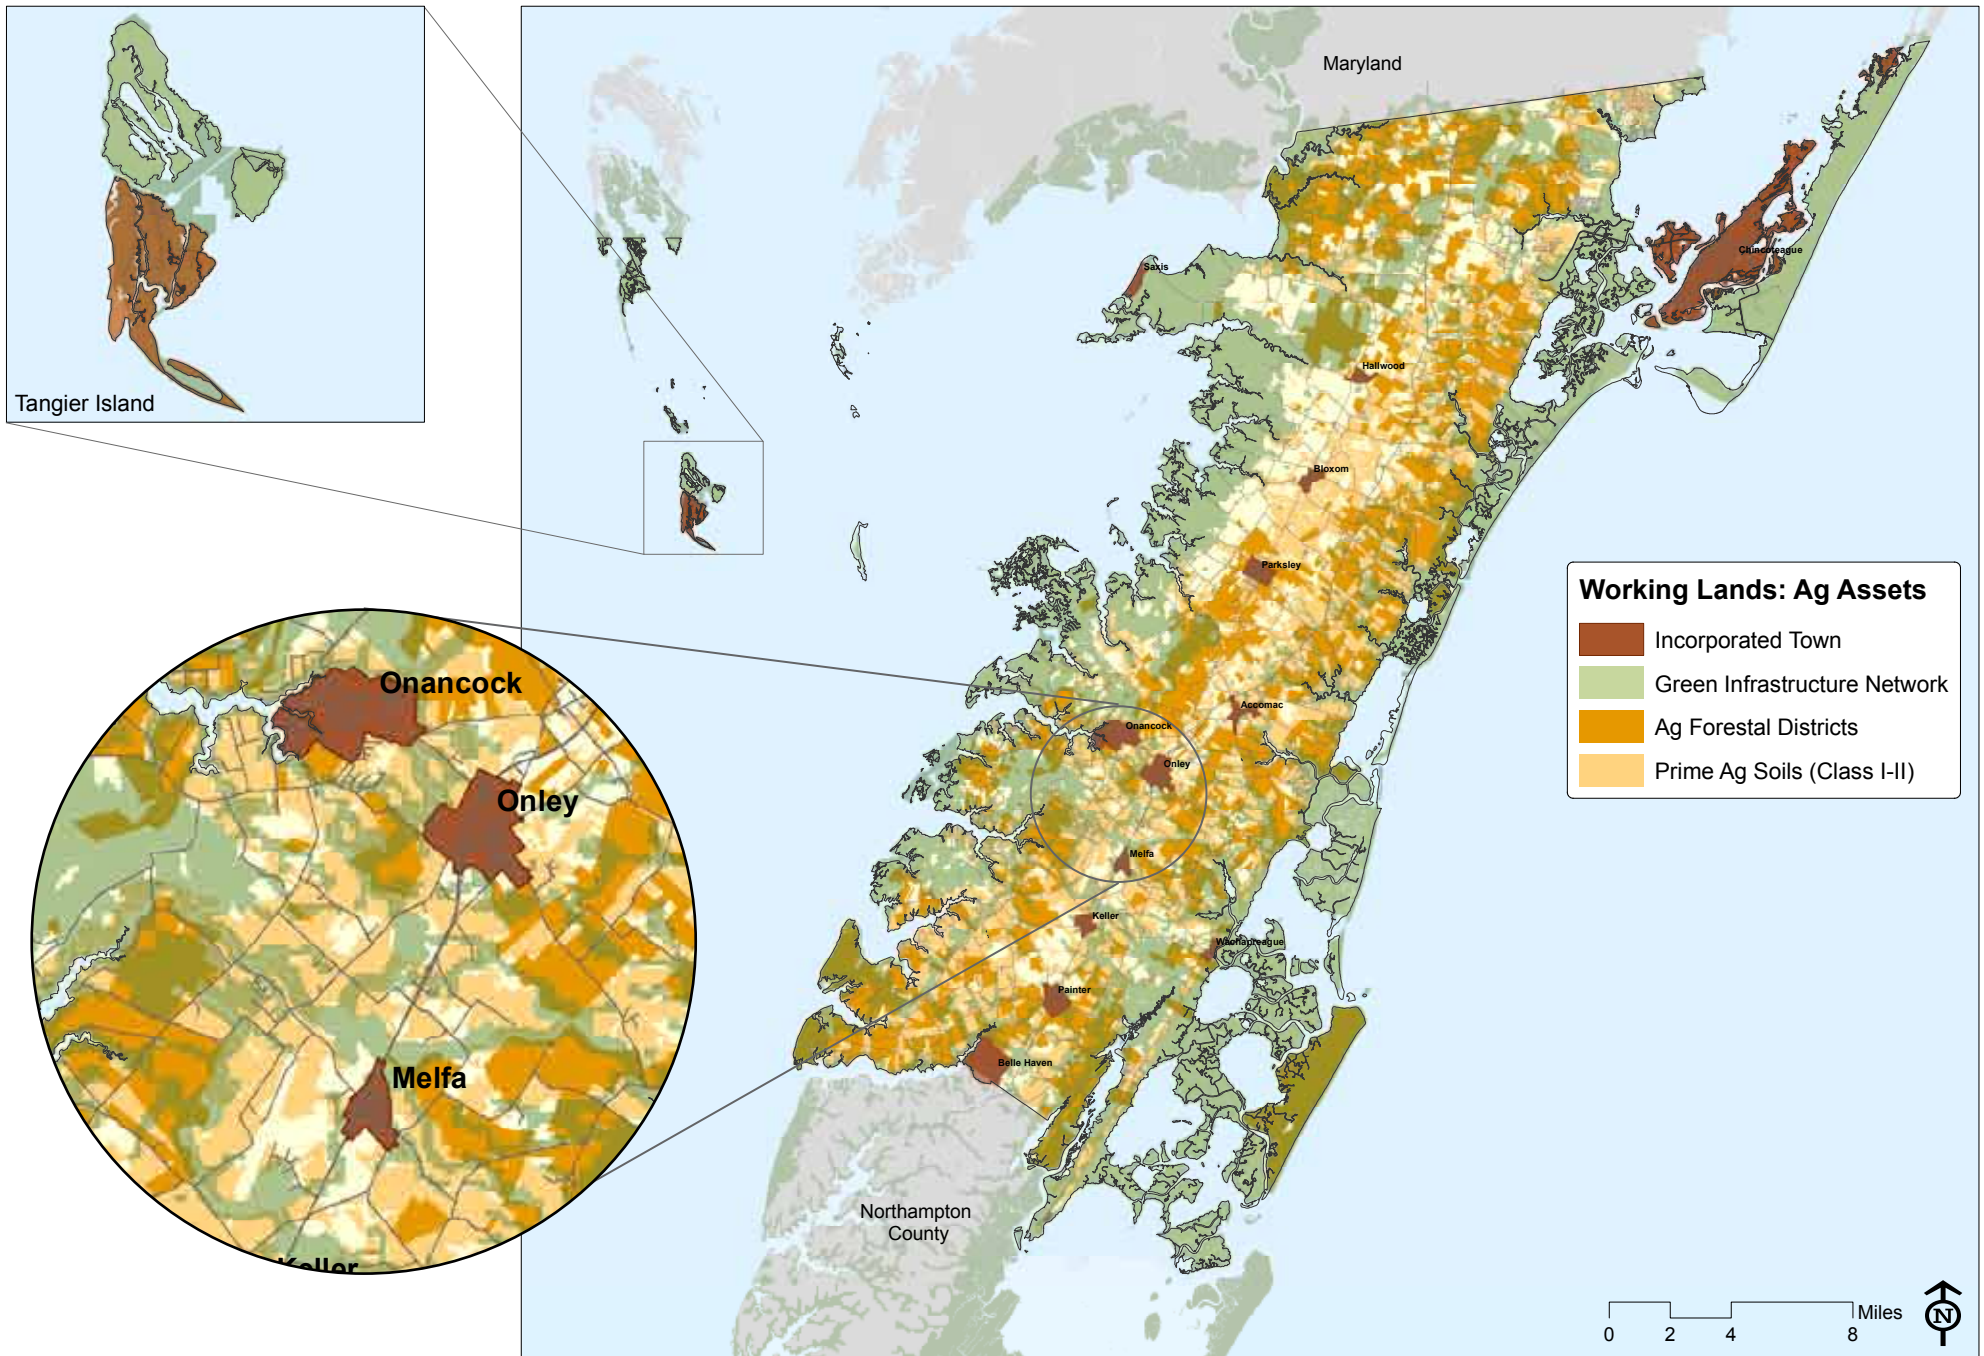 Tangier Island
Maryland
Chincoteague
Saxis
Hallwood
Bloxom
Parksley
Accomac
Onancock
Onley
Melfa
Keller
Wachapreague
Painter
Belle Haven
Northampton
County
Onancock
Onley
Melfa
Keller
Working Lands: Ag Assets
Incorporated Town
Green Infrastructure Network
Ag Forestal Districts
Prime Ag Soils (Class I-II)
Miles
0 2 4 8
N